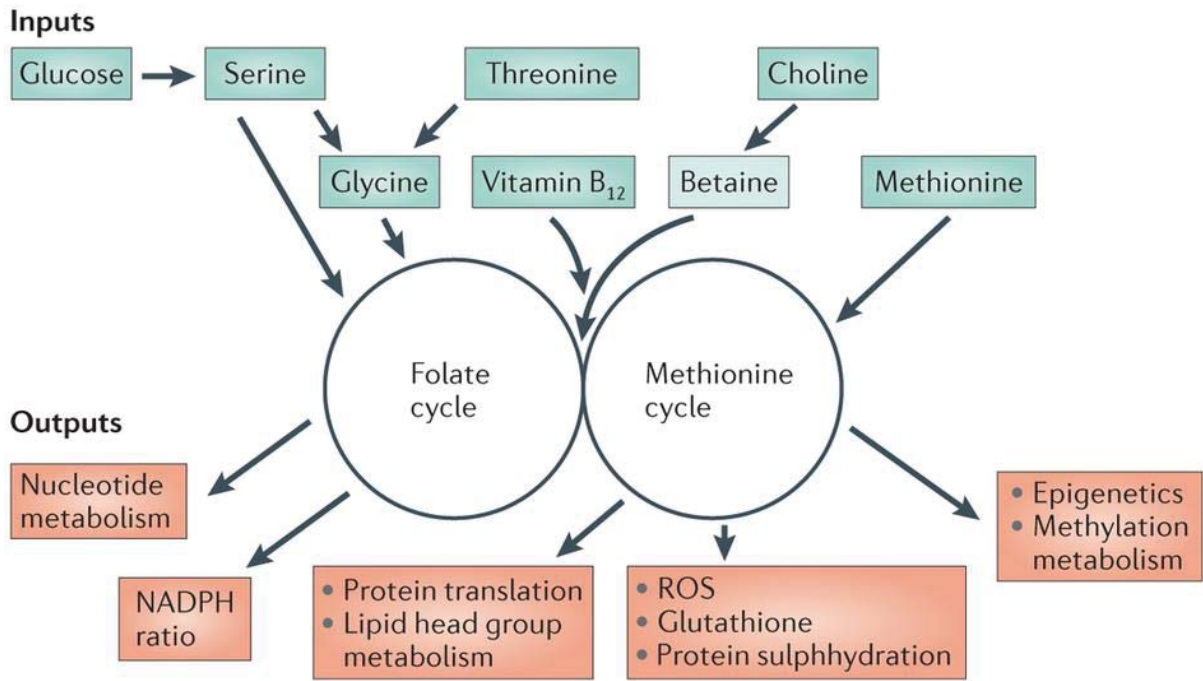 Inputs
Glucose
Serine
Threonine
Choline
Glycine
Vitamin B₁₂
Betaine
Methionine
Folate
cycle
Methionine
cycle
Outputs
Nucleotide
metabolism
NADPH
ratio
• Protein translation
• Lipid head group
metabolism
• ROS
• Glutathione
• Protein sulphhydration
• Epigenetics
• Methylation
metabolism